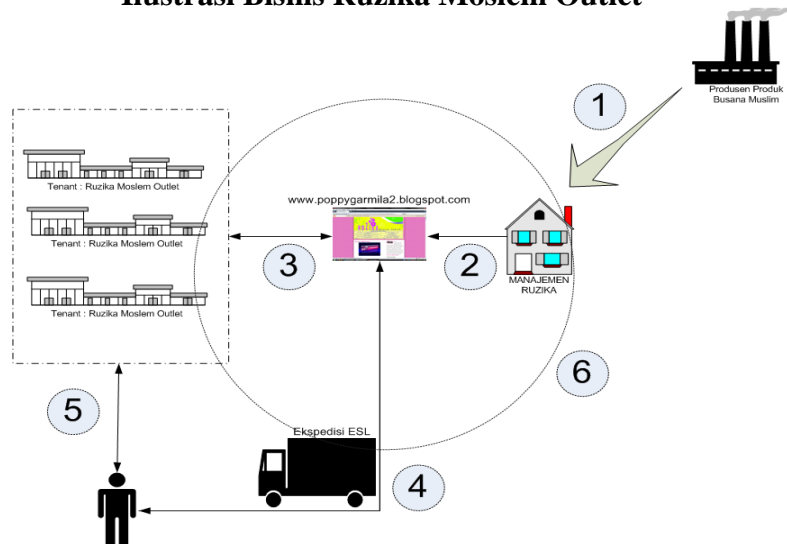 Ilustrasi Bisnis Ruzika Moslem Outlet
Produsen Produk
Busana Muslim
1
Tenant : Ruzika Moslem Outlet
Tenant : Ruzika Moslem Outlet
Tenant : Ruzika Moslem Outlet
www.poppygarmila2.blogspot.com
3
2
MANAJEMEN
RUZIKA
6
5
Ekspedisi ESL
4